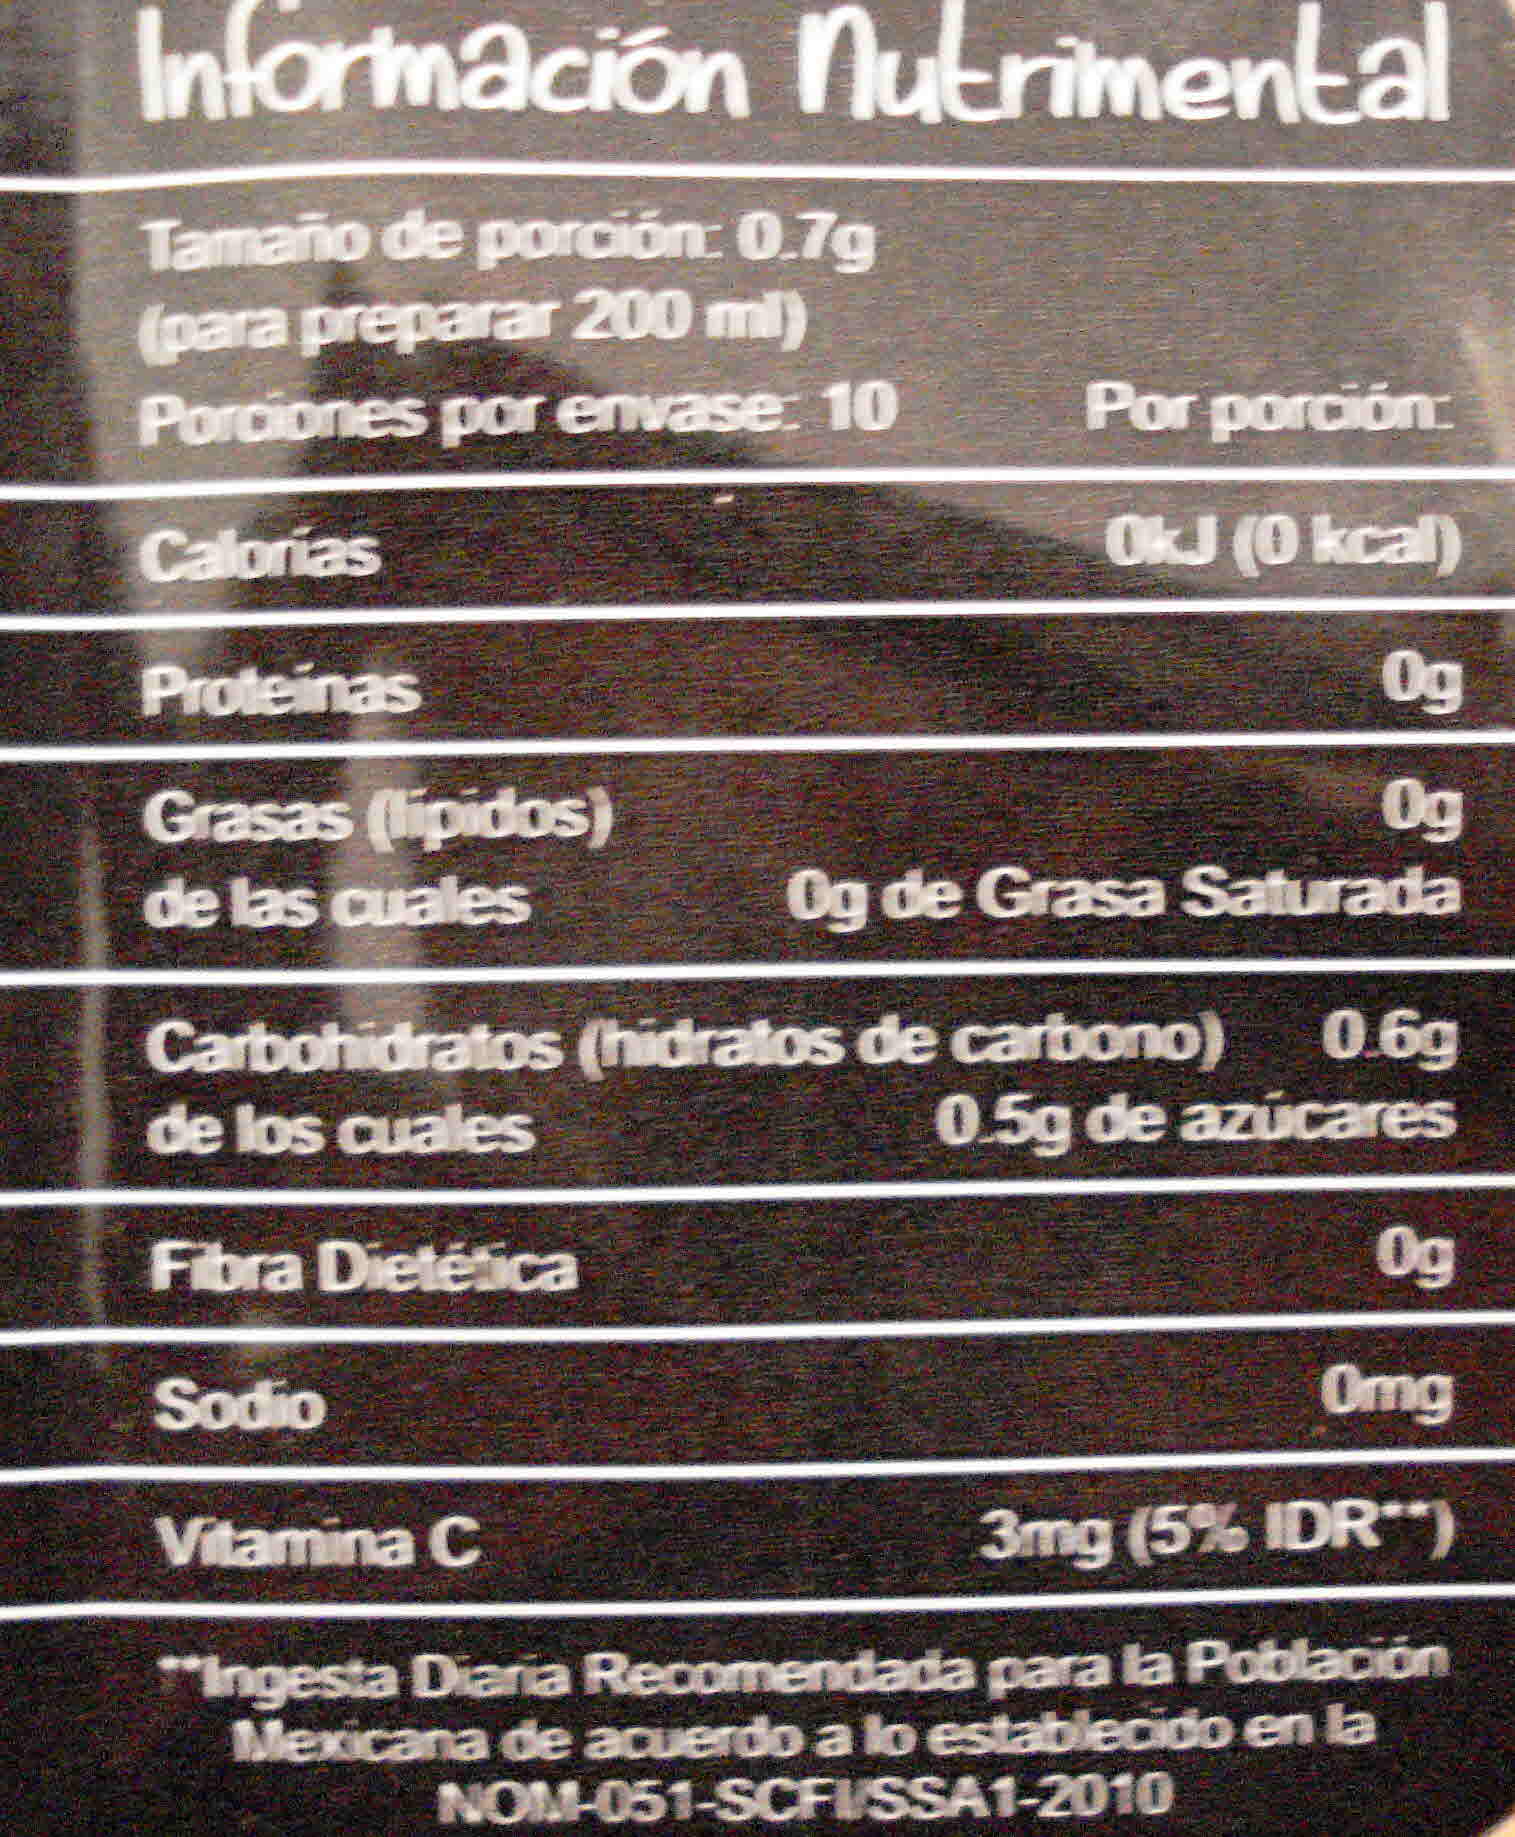 Información Nutrimental
Tamaño de porción: 0.7g
(para preparar 200 ml)
Porciones por envase: 10 Por porción:
Calorías 0kJ (0 kcal)
Proteínas 0g
Grasas (lípidos) 0g
de las cuales 0g de Grasa Saturada
Carbohidratos (hidratos de carbono) 0.6g
de los cuales 0.5g de azúcares
Fibra Dietética 0g
Sodio 0mg
Vitamina C 3mg (5% IDR**)
**Ingesta Diaria Recomendada para la Población
Mexicana de acuerdo a lo establecido en la
NOM-051-SCFI/SSA1-2010